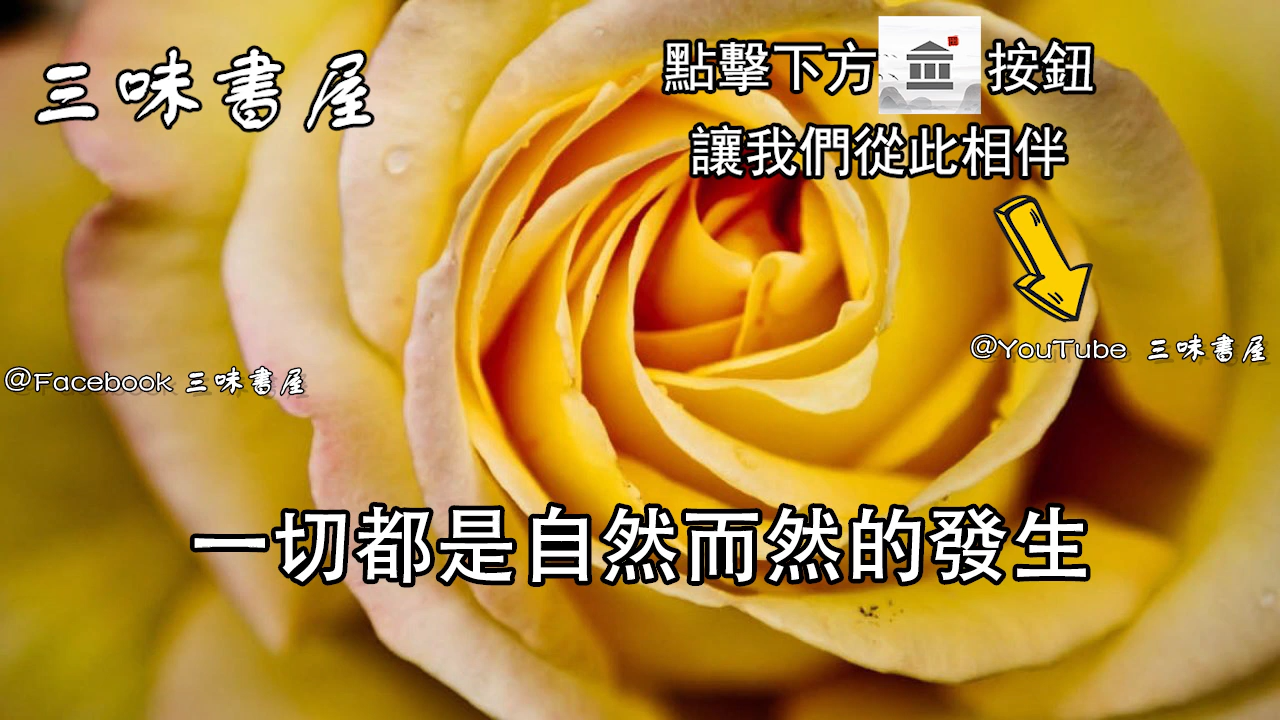 三味書屋
點擊下方 按鈕
讓我們從此相伴
@YouTube 三味書屋
@Facebook 三味書屋
一切都是自然而然的發生